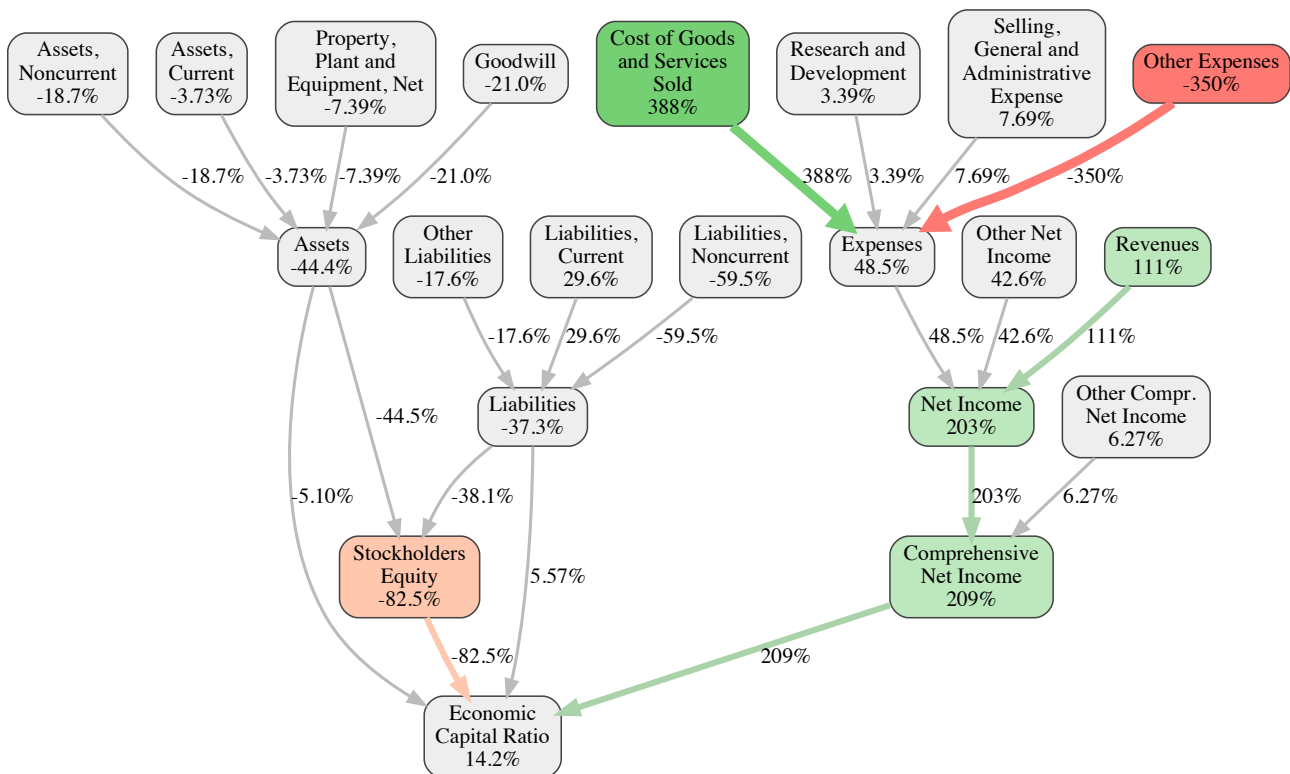 Assets,
Noncurrent
-18.7%
Assets,
Current
-3.73%
Property,
Plant and
Equipment, Net
-7.39%
Goodwill
-21.0%
Cost of Goods
and Services
Sold
388%
Research and
Development
3.39%
Selling,
General and
Administrative
Expense
7.69%
Other Expenses
-350%
-18.7%
-3.73%
-7.39%
-21.0%
388%
3.39%
7.69%
-350%
Assets
-44.4%
Other
Liabilities
-17.6%
Liabilities,
Current
29.6%
Liabilities,
Noncurrent
-59.5%
Expenses
48.5%
Other Net
Income
42.6%
Revenues
111%
-17.6%
29.6%
-59.5%
48.5%
42.6%
111%
-44.5%
Liabilities
-37.3%
Net Income
203%
Other Compr.
Net Income
6.27%
-5.10%
-38.1%
203%
6.27%
Stockholders
Equity
-82.5%
5.57%
Comprehensive
Net Income
209%
-82.5%
209%
Economic
Capital Ratio
14.2%